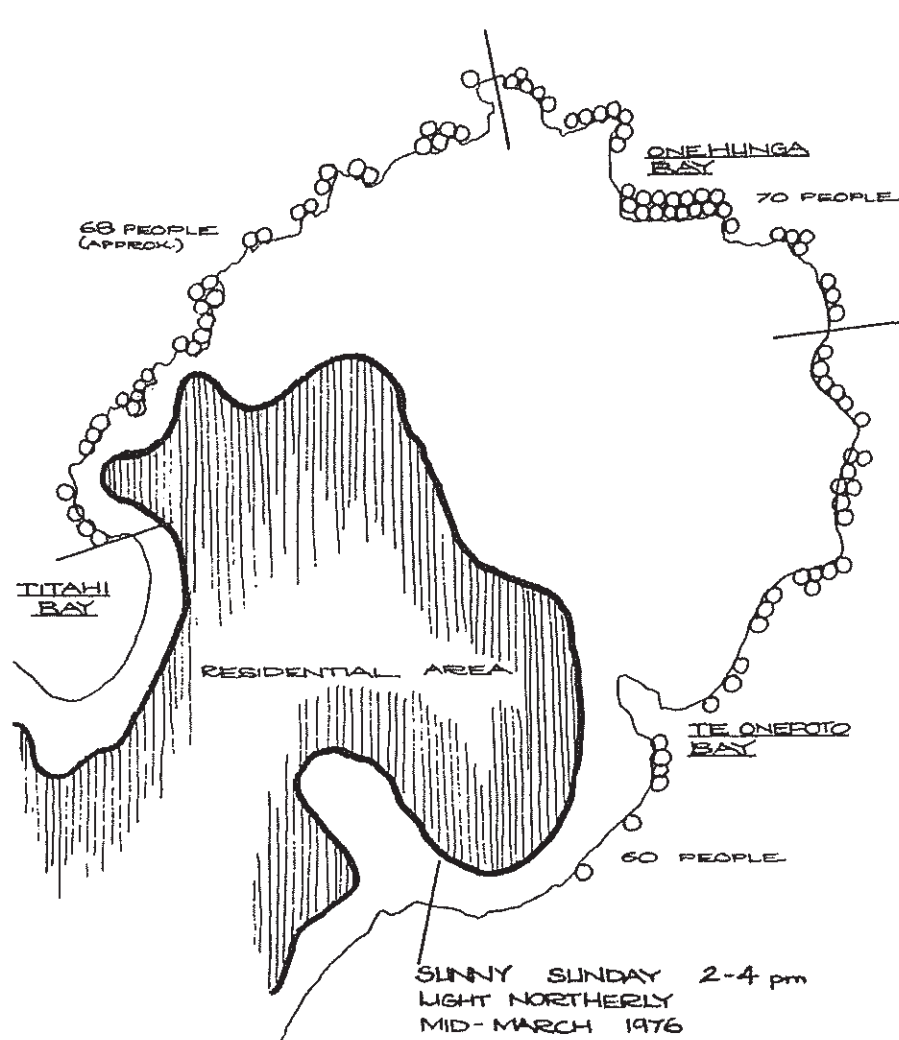 ONEHUNGA
BAY
70 PEOPLE
68 PEOPLE
(APPROX.)
TITAHI
BAY
RESIDENTIAL AREA
TE ONEPOTO
BAY
60 PEOPLE
SUNNY SUNDAY 2-4 pm
LIGHT NORTHERLY
MID-MARCH 1976